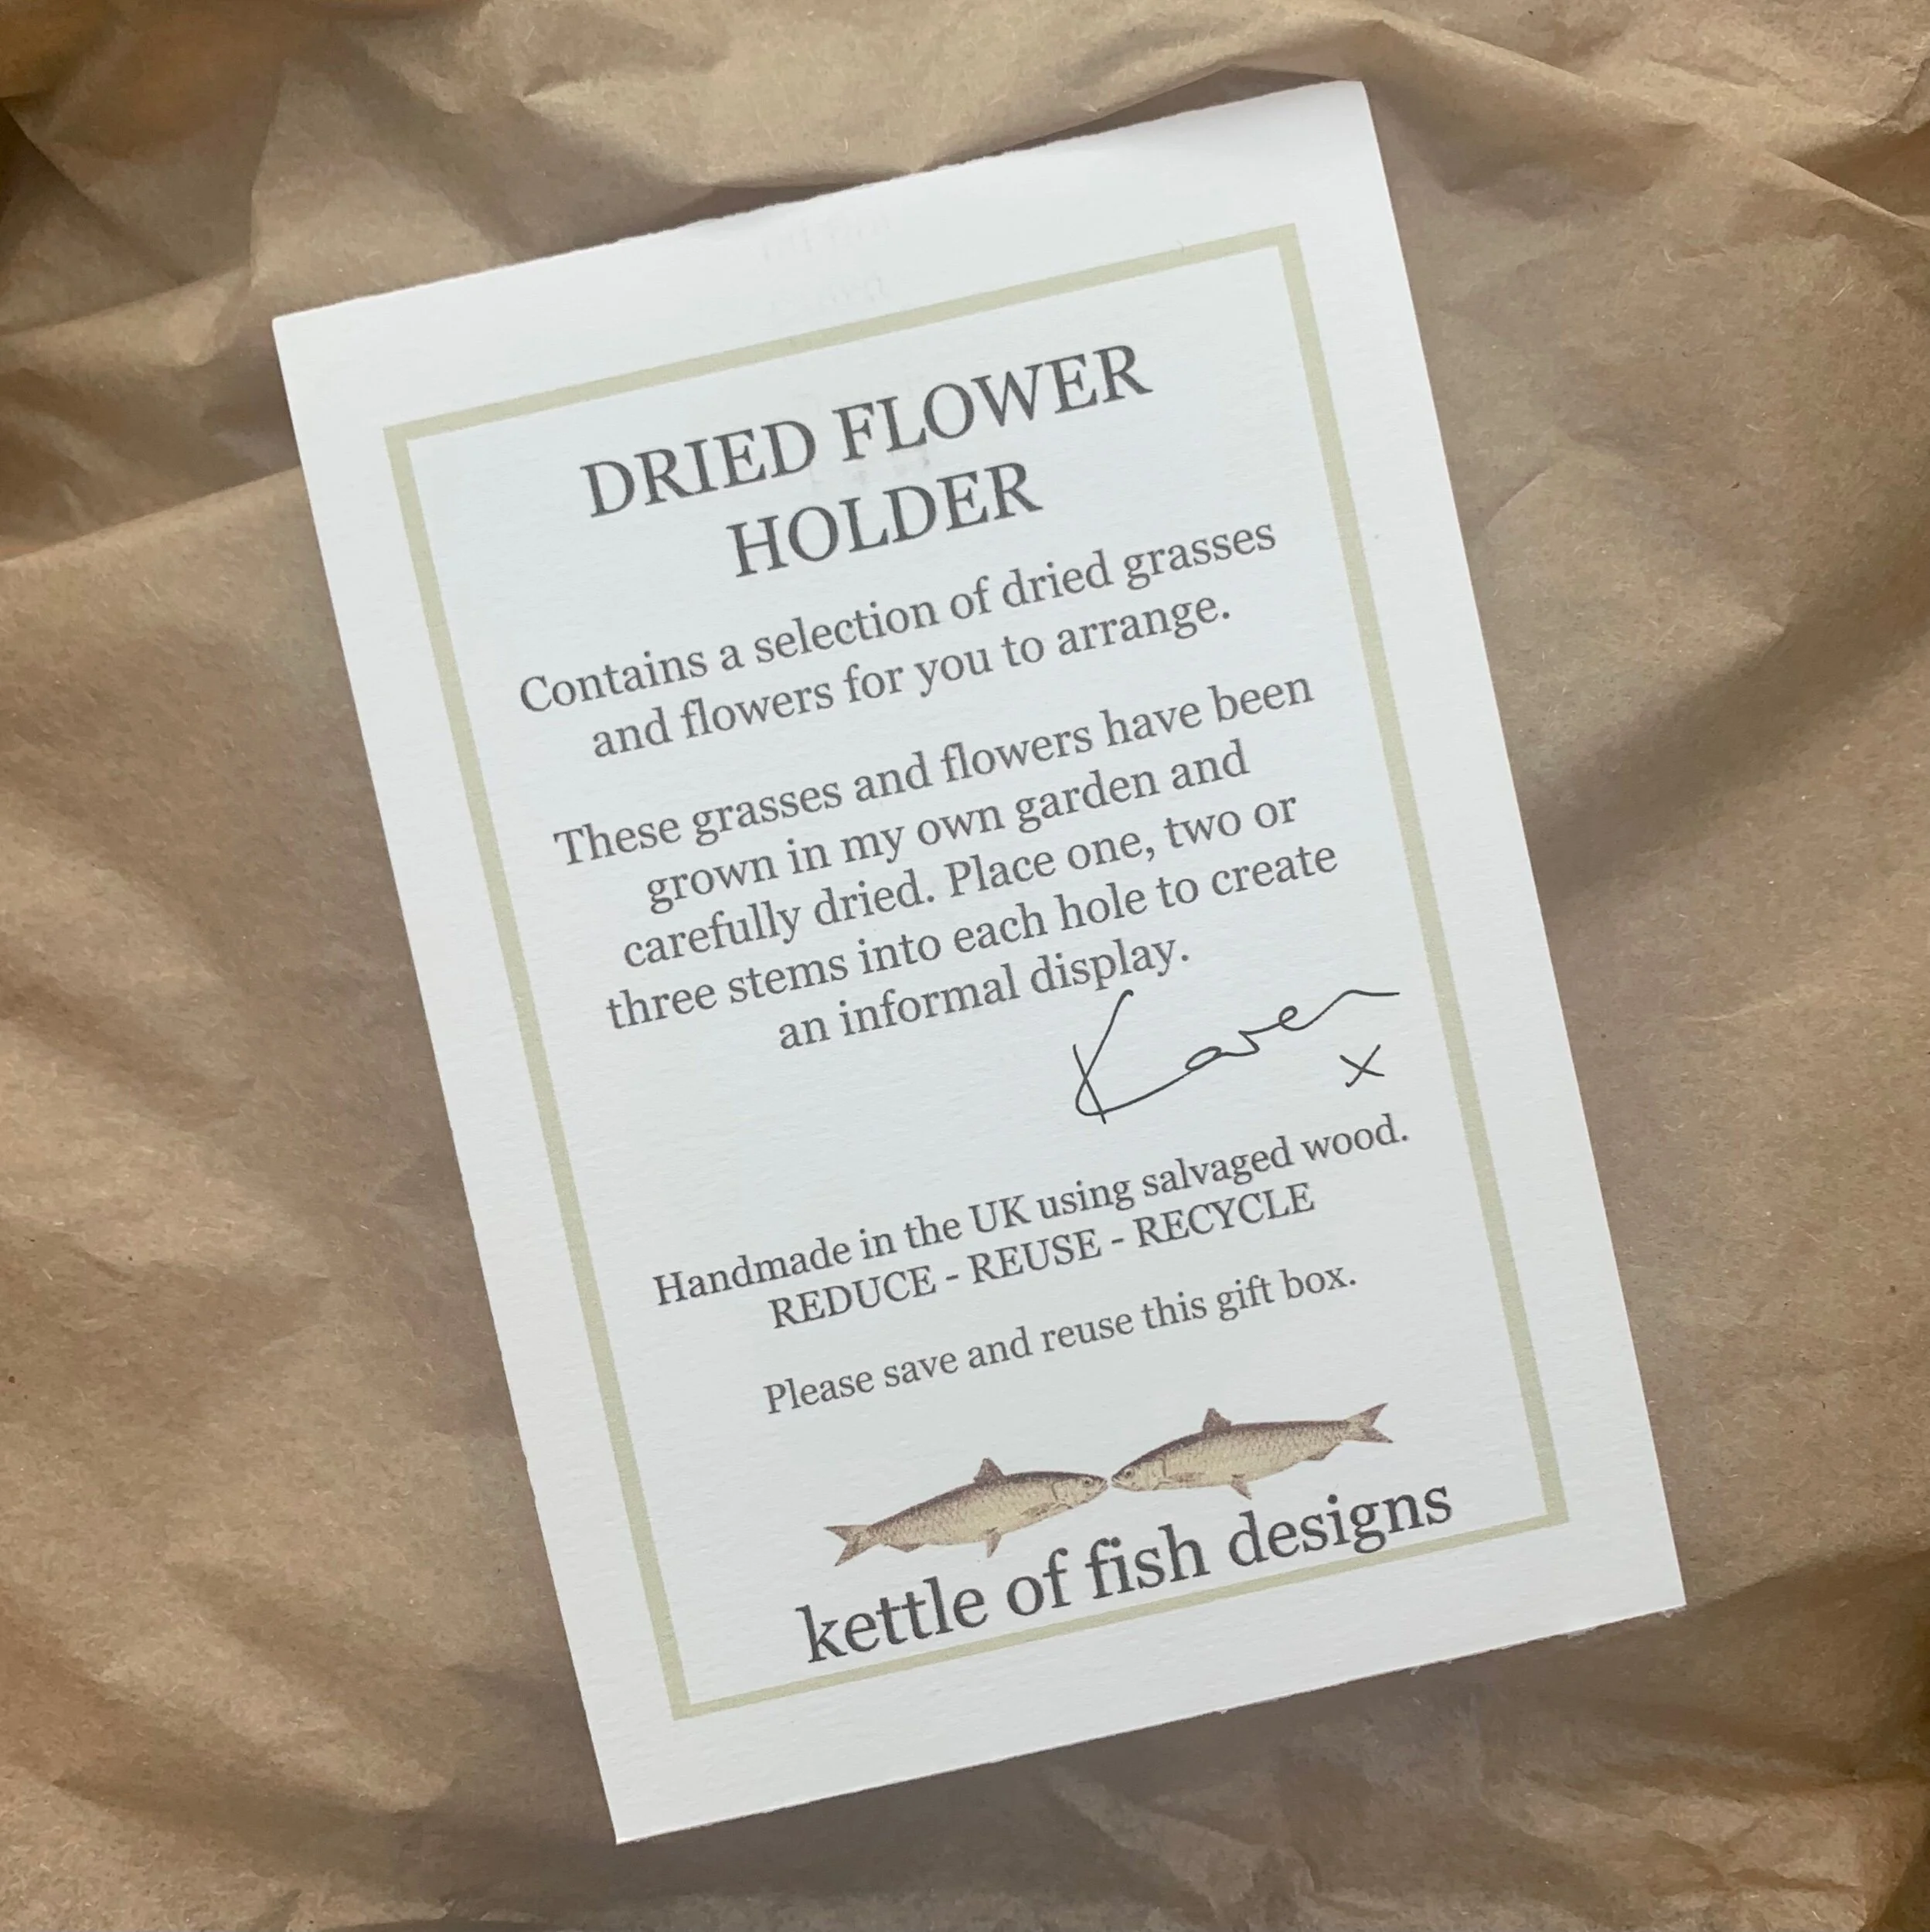 DRIED FLOWER
HOLDER
Contains a selection of dried grasses
and flowers for you to arrange.
These grasses and flowers have been
grown in my own garden and
carefully dried. Place one, two or
three stems into each hole to create
an informal display.
Karen
x
Handmade in the UK using salvaged wood.
REDUCE - REUSE - RECYCLE
Please save and reuse this gift box.
kettle of fish designs